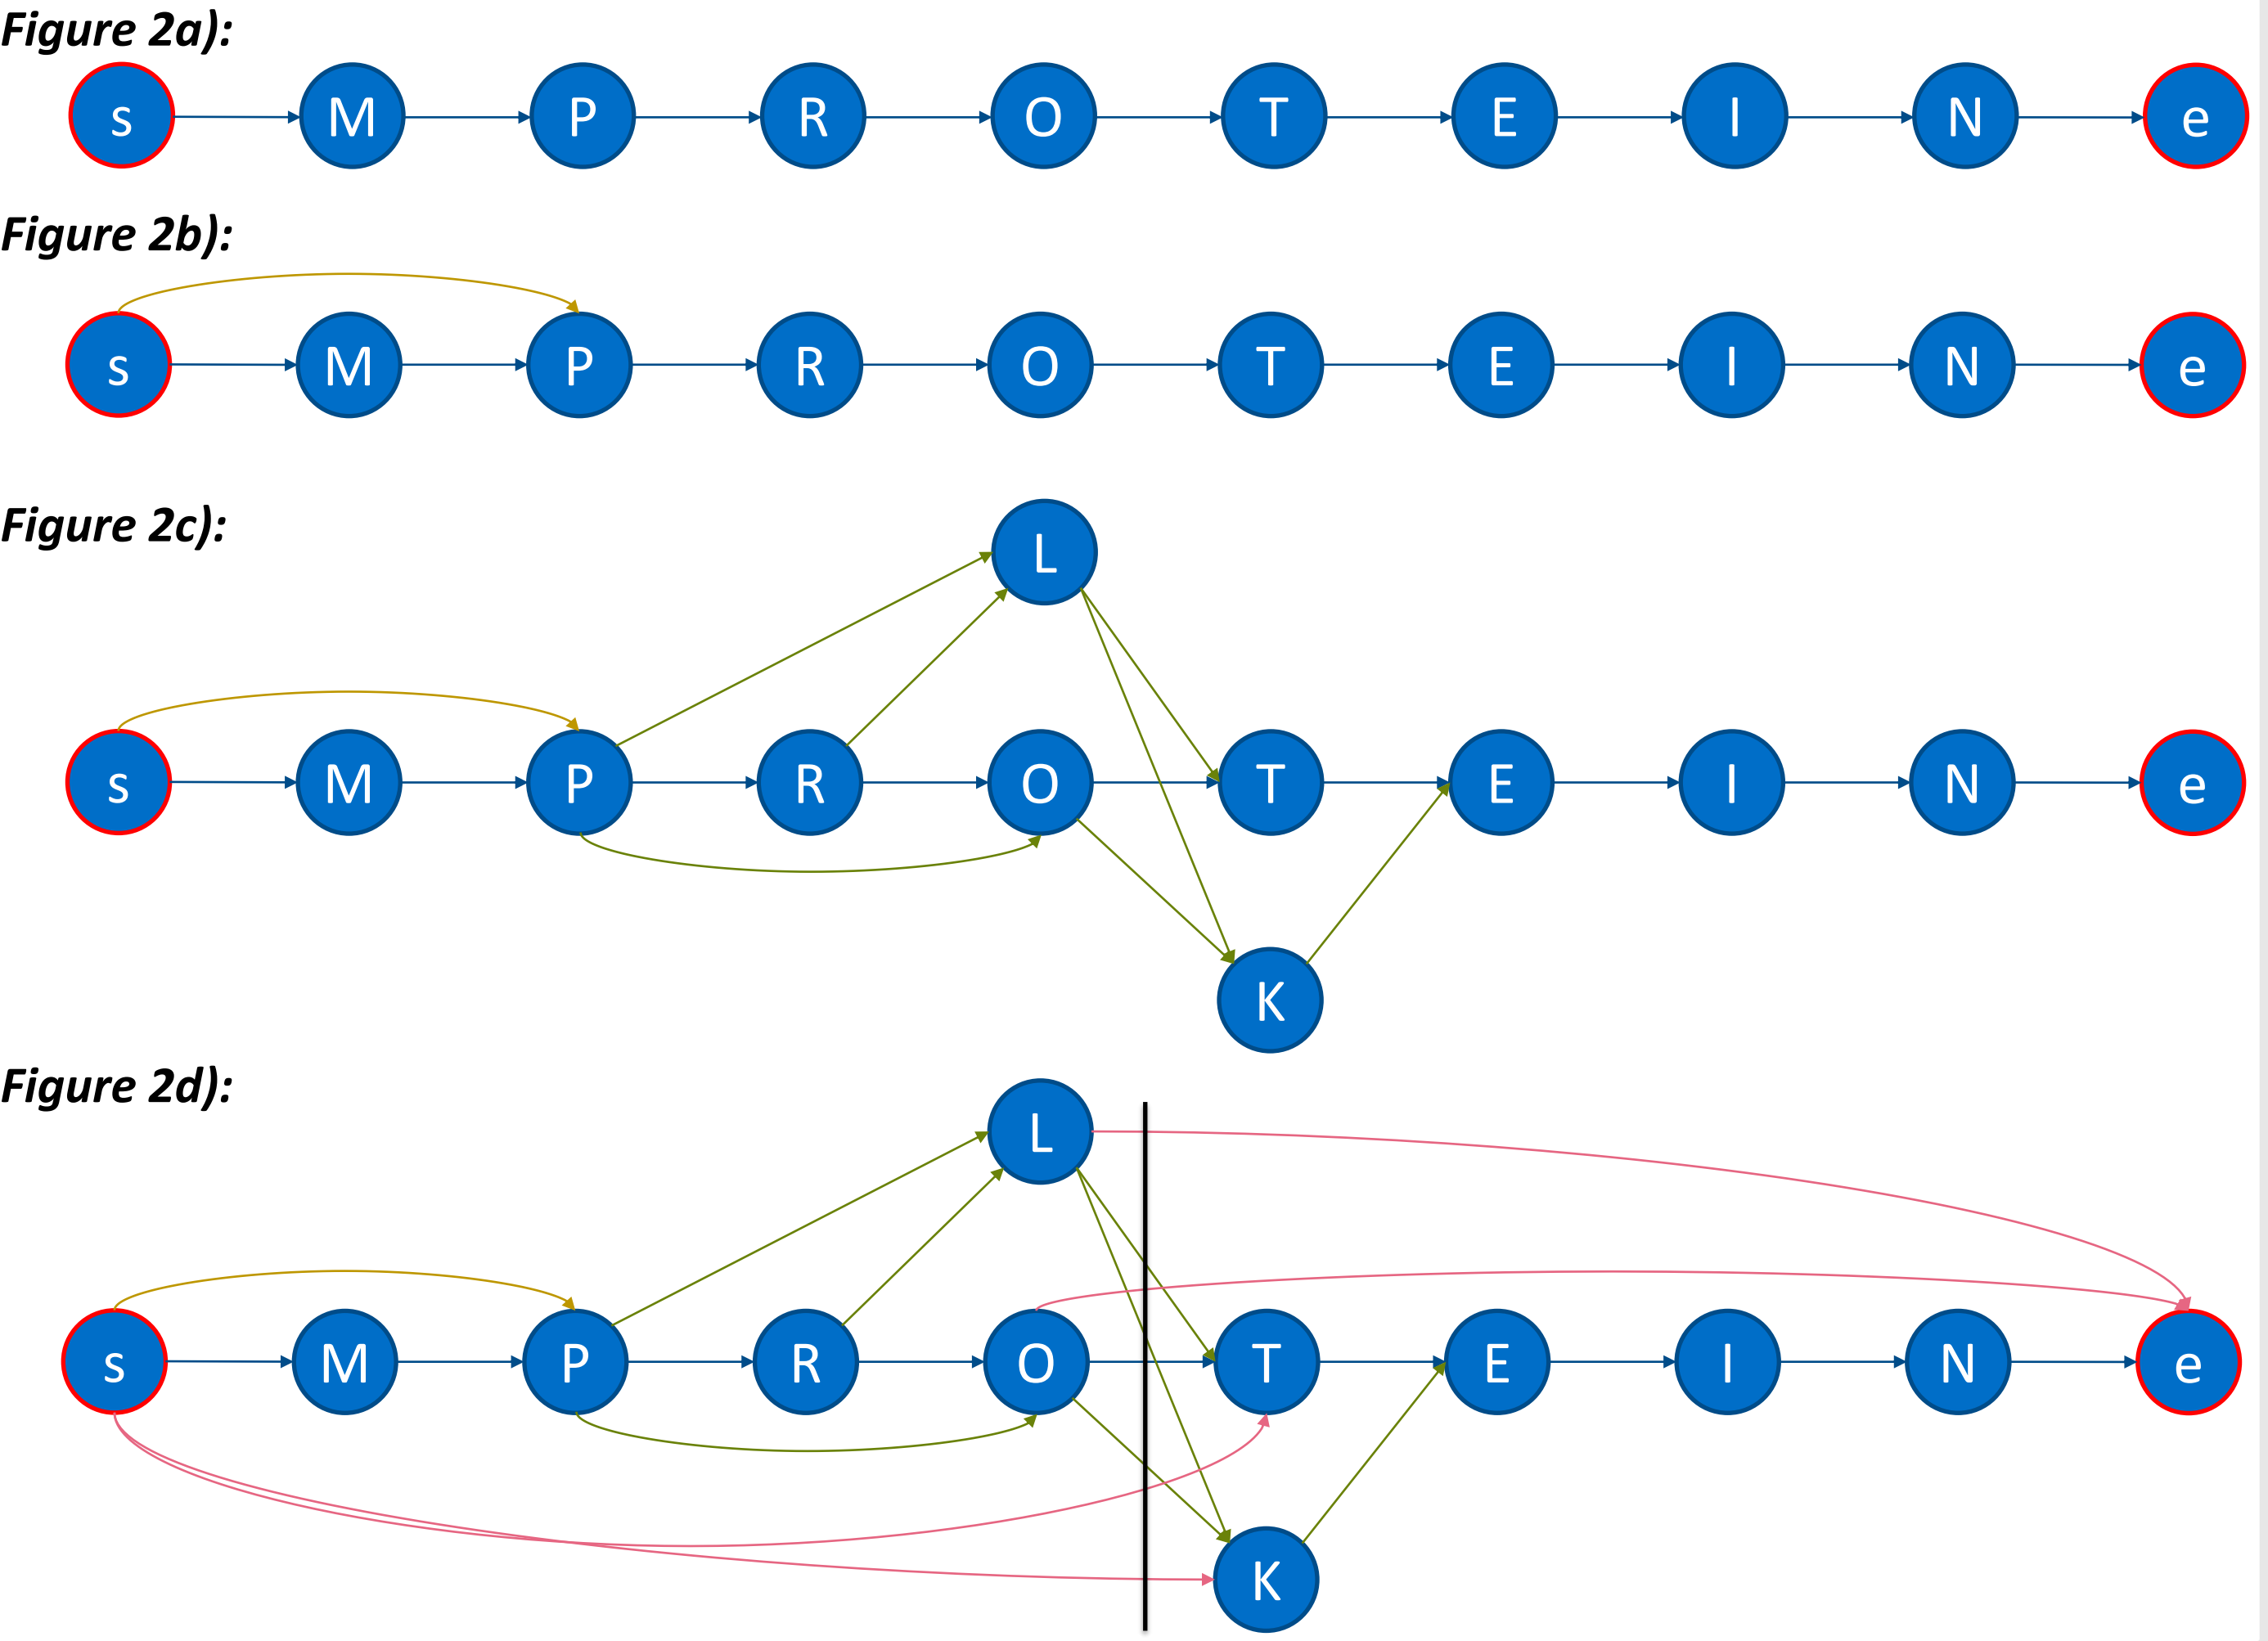 Figure 2a):
s M P R O T E I N e
Figure 2b):
s M P R O T E I N e
Figure 2c):
L
s M P R O T E I N e
K
Figure 2d):
L
s M P R O T E I N e
K